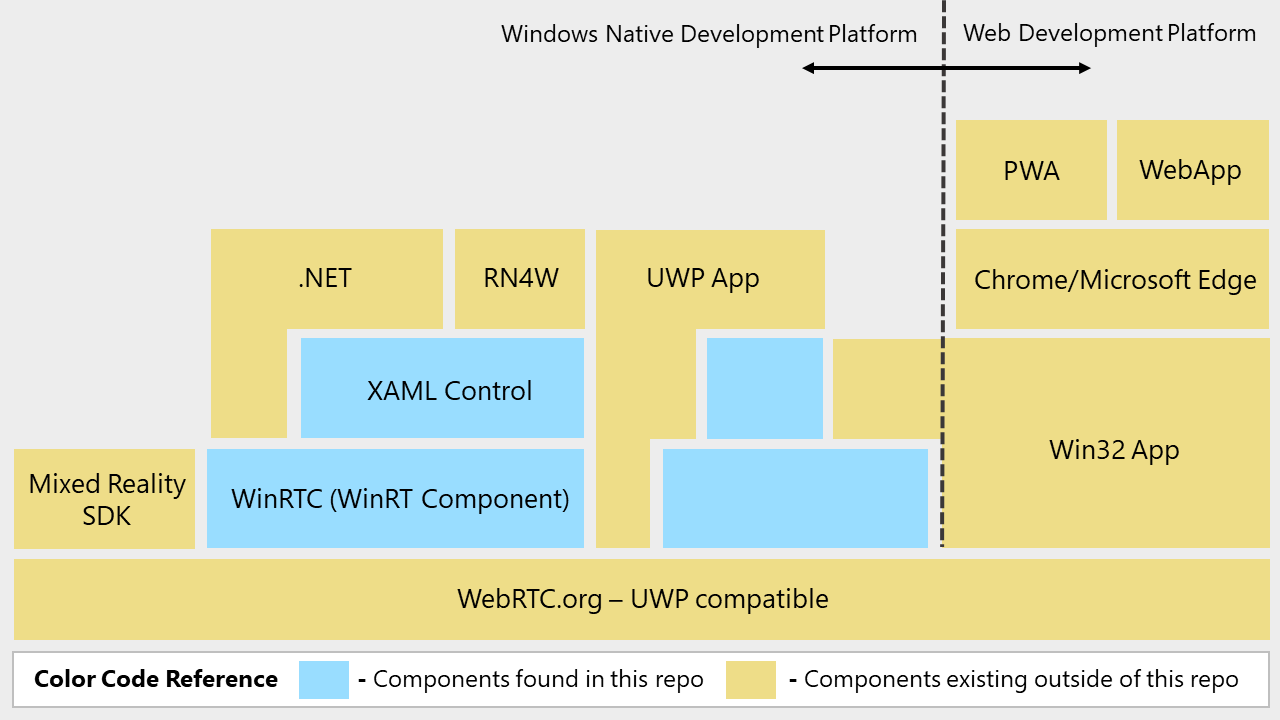 Windows Native Development Platform
Web Development Platform
PWA
WebApp
.NET
RN4W
UWP App
Chrome/Microsoft Edge
XAML Control
Win32 App
Mixed Reality
SDK
WinRTC (WinRT Component)
WebRTC.org – UWP compatible
Color Code Reference
- Components found in this repo
- Components existing outside of this repo